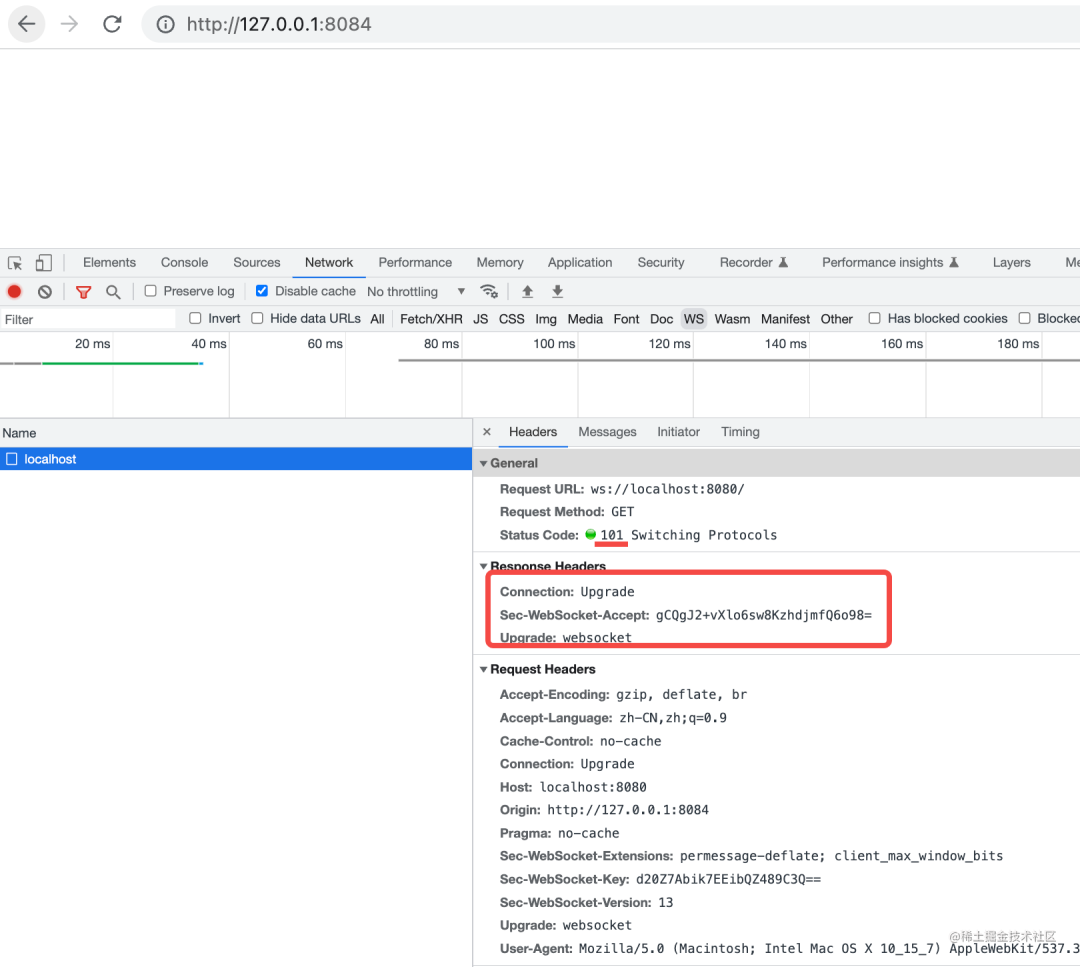 http://127.0.0.1:8084
Elements Console Sources Network Performance Memory Application Security Recorder Performance insights Layers Me
Preserve log Disable cache No throttling
Filter Invert Hide data URLs All Fetch/XHR JS CSS Img Media Font Doc WS Wasm Manifest Other Has blocked cookies Blocked
20 ms 40 ms 60 ms 80 ms 100 ms 120 ms 140 ms 160 ms 180 ms
Name
localhost
Headers Messages Initiator Timing
General
Request URL: ws://localhost:8080/
Request Method: GET
Status Code: 101 Switching Protocols
Response Headers
Connection: Upgrade
Sec-WebSocket-Accept: gCQgJ2+vXlo6sw8KzhdjmfQ6o98=
Upgrade: websocket
Request Headers
Accept-Encoding: gzip, deflate, br
Accept-Language: zh-CN,zh;q=0.9
Cache-Control: no-cache
Connection: Upgrade
Host: localhost:8080
Origin: http://127.0.0.1:8084
Pragma: no-cache
Sec-WebSocket-Extensions: permessage-deflate; client_max_window_bits
Sec-WebSocket-Key: d20Z7Abik7EEibQZ489C3Q==
Sec-WebSocket-Version: 13
Upgrade: websocket
@稀土掘金技术社区
User-Agent: Mozilla/5.0 (Macintosh; Intel Mac OS X 10_15_7) AppleWebKit/537.3